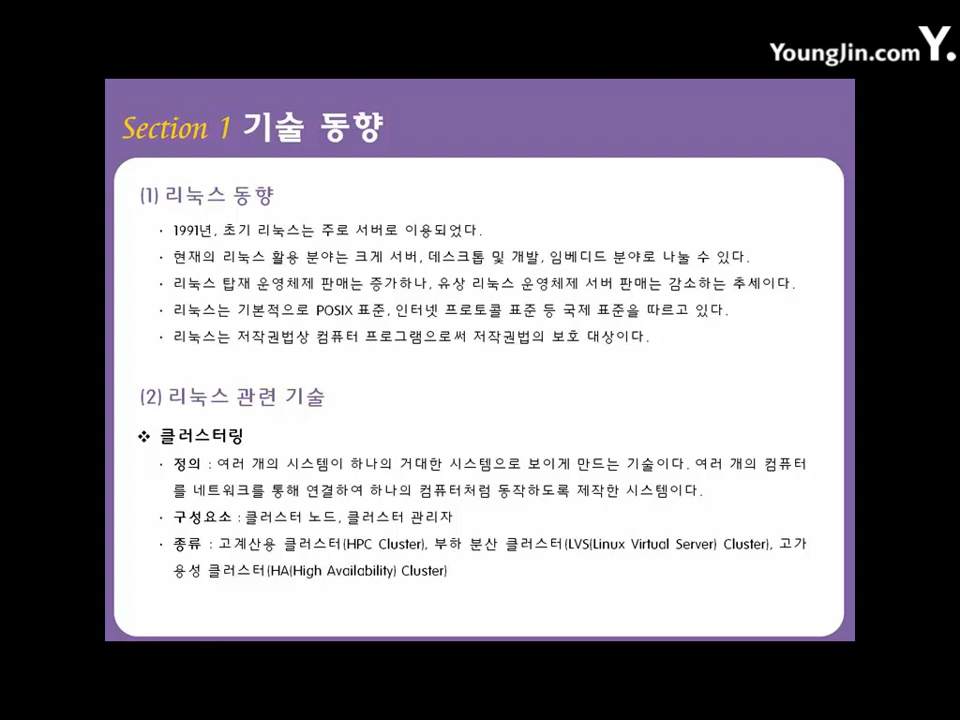 YoungJin.com Y.
Section 1 기술 동향
(1) 리눅스 동향
· 1991년, 초기 리눅스는 주로 서버로 이용되었다.
· 현재의 리눅스 활용 분야는 크게 서버, 데스크톱 및 개발, 임베디드 분야로 나눌 수 있다.
· 리눅스 탑재 운영체제 판매는 증가하나, 유상 리눅스 운영체제 서버 판매는 감소하는 추세이다.
· 리눅스는 기본적으로 POSIX 표준, 인터넷 프로토콜 표준 등 국제 표준을 따르고 있다.
· 리눅스는 저작권법상 컴퓨터 프로그램으로써 저작권법의 보호 대상이다.
(2) 리눅스 관련 기술
❖ 클러스터링
· 정의 : 여러 개의 시스템이 하나의 거대한 시스템으로 보이게 만드는 기술이다. 여러 개의 컴퓨터
를 네트워크를 통해 연결하여 하나의 컴퓨터처럼 동작하도록 제작한 시스템이다.
· 구성요소 : 클러스터 노드, 클러스터 관리자
· 종류 : 고계산용 클러스터(HPC Cluster), 부하 분산 클러스터(LVS(Linux Virtual Server) Cluster), 고가
용성 클러스터(HA(High Availability) Cluster)